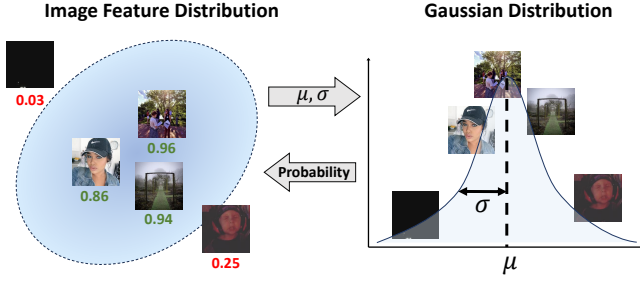 Image Feature Distribution
Gaussian Distribution
0.03
0.96
0.86
0.94
0.25
μ, σ
Probability
σ
μ